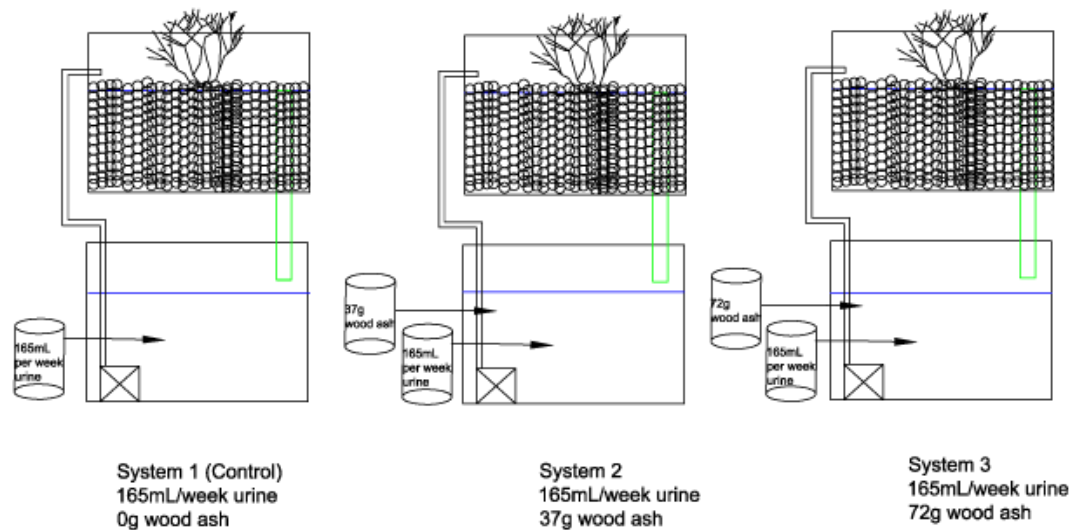 165mL
per week
urine
37g
wood ash
165mL
per week
urine
72g
wood ash
165mL
per week
urine
System 1 (Control)
165mL/week urine
0g wood ash
System 2
165mL/week urine
37g wood ash
System 3
165mL/week urine
72g wood ash